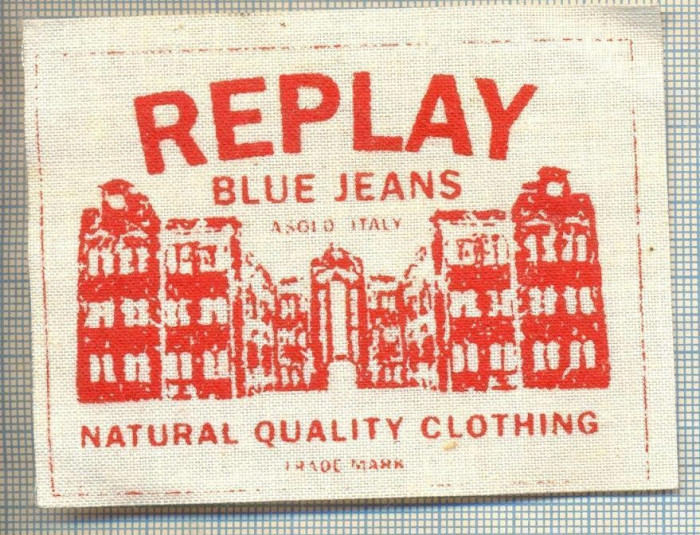 REPLAY
BLUE JEANS
ASOLO ITALY
NATURAL QUALITY CLOTHING
TRADE MARK